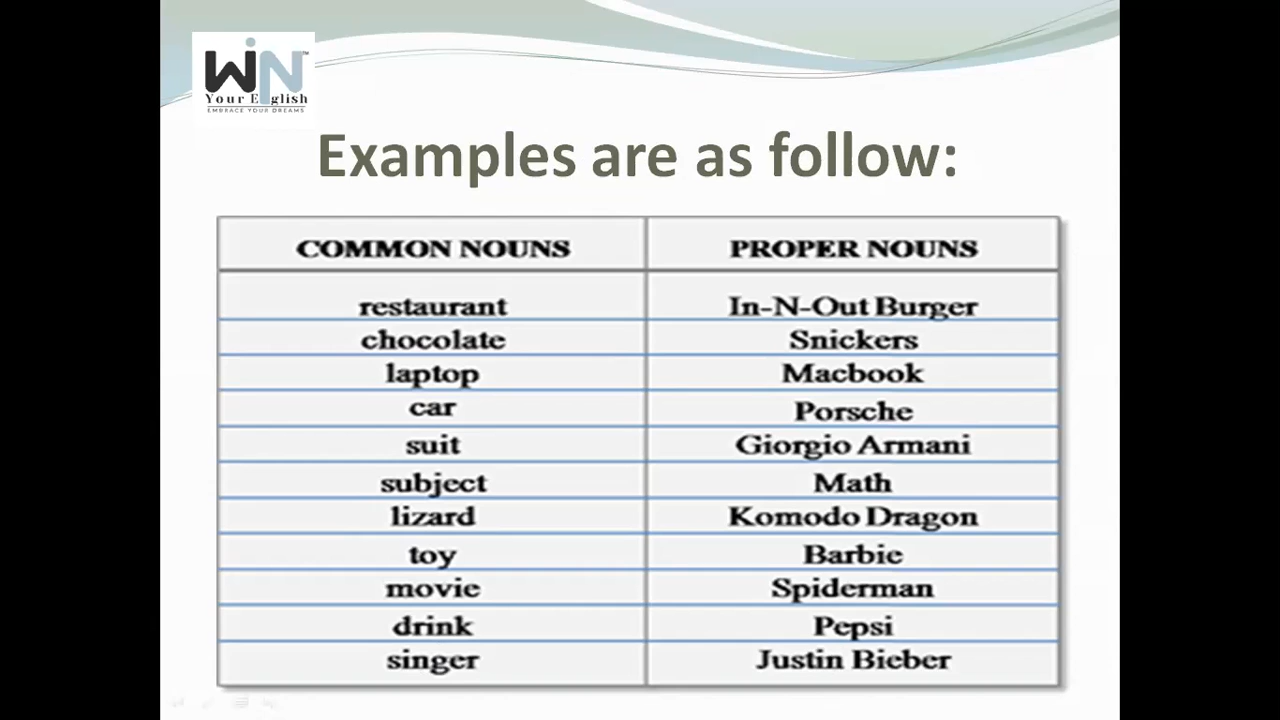 WiN™
Your English
EMBRACE YOUR DREAMS
Examples are as follow:
COMMON NOUNS PROPER NOUNS
restaurant In-N-Out Burger
chocolate Snickers
laptop Macbook
car Porsche
suit Giorgio Armani
subject Math
lizard Komodo Dragon
toy Barbie
movie Spiderman
drink Pepsi
singer Justin Bieber